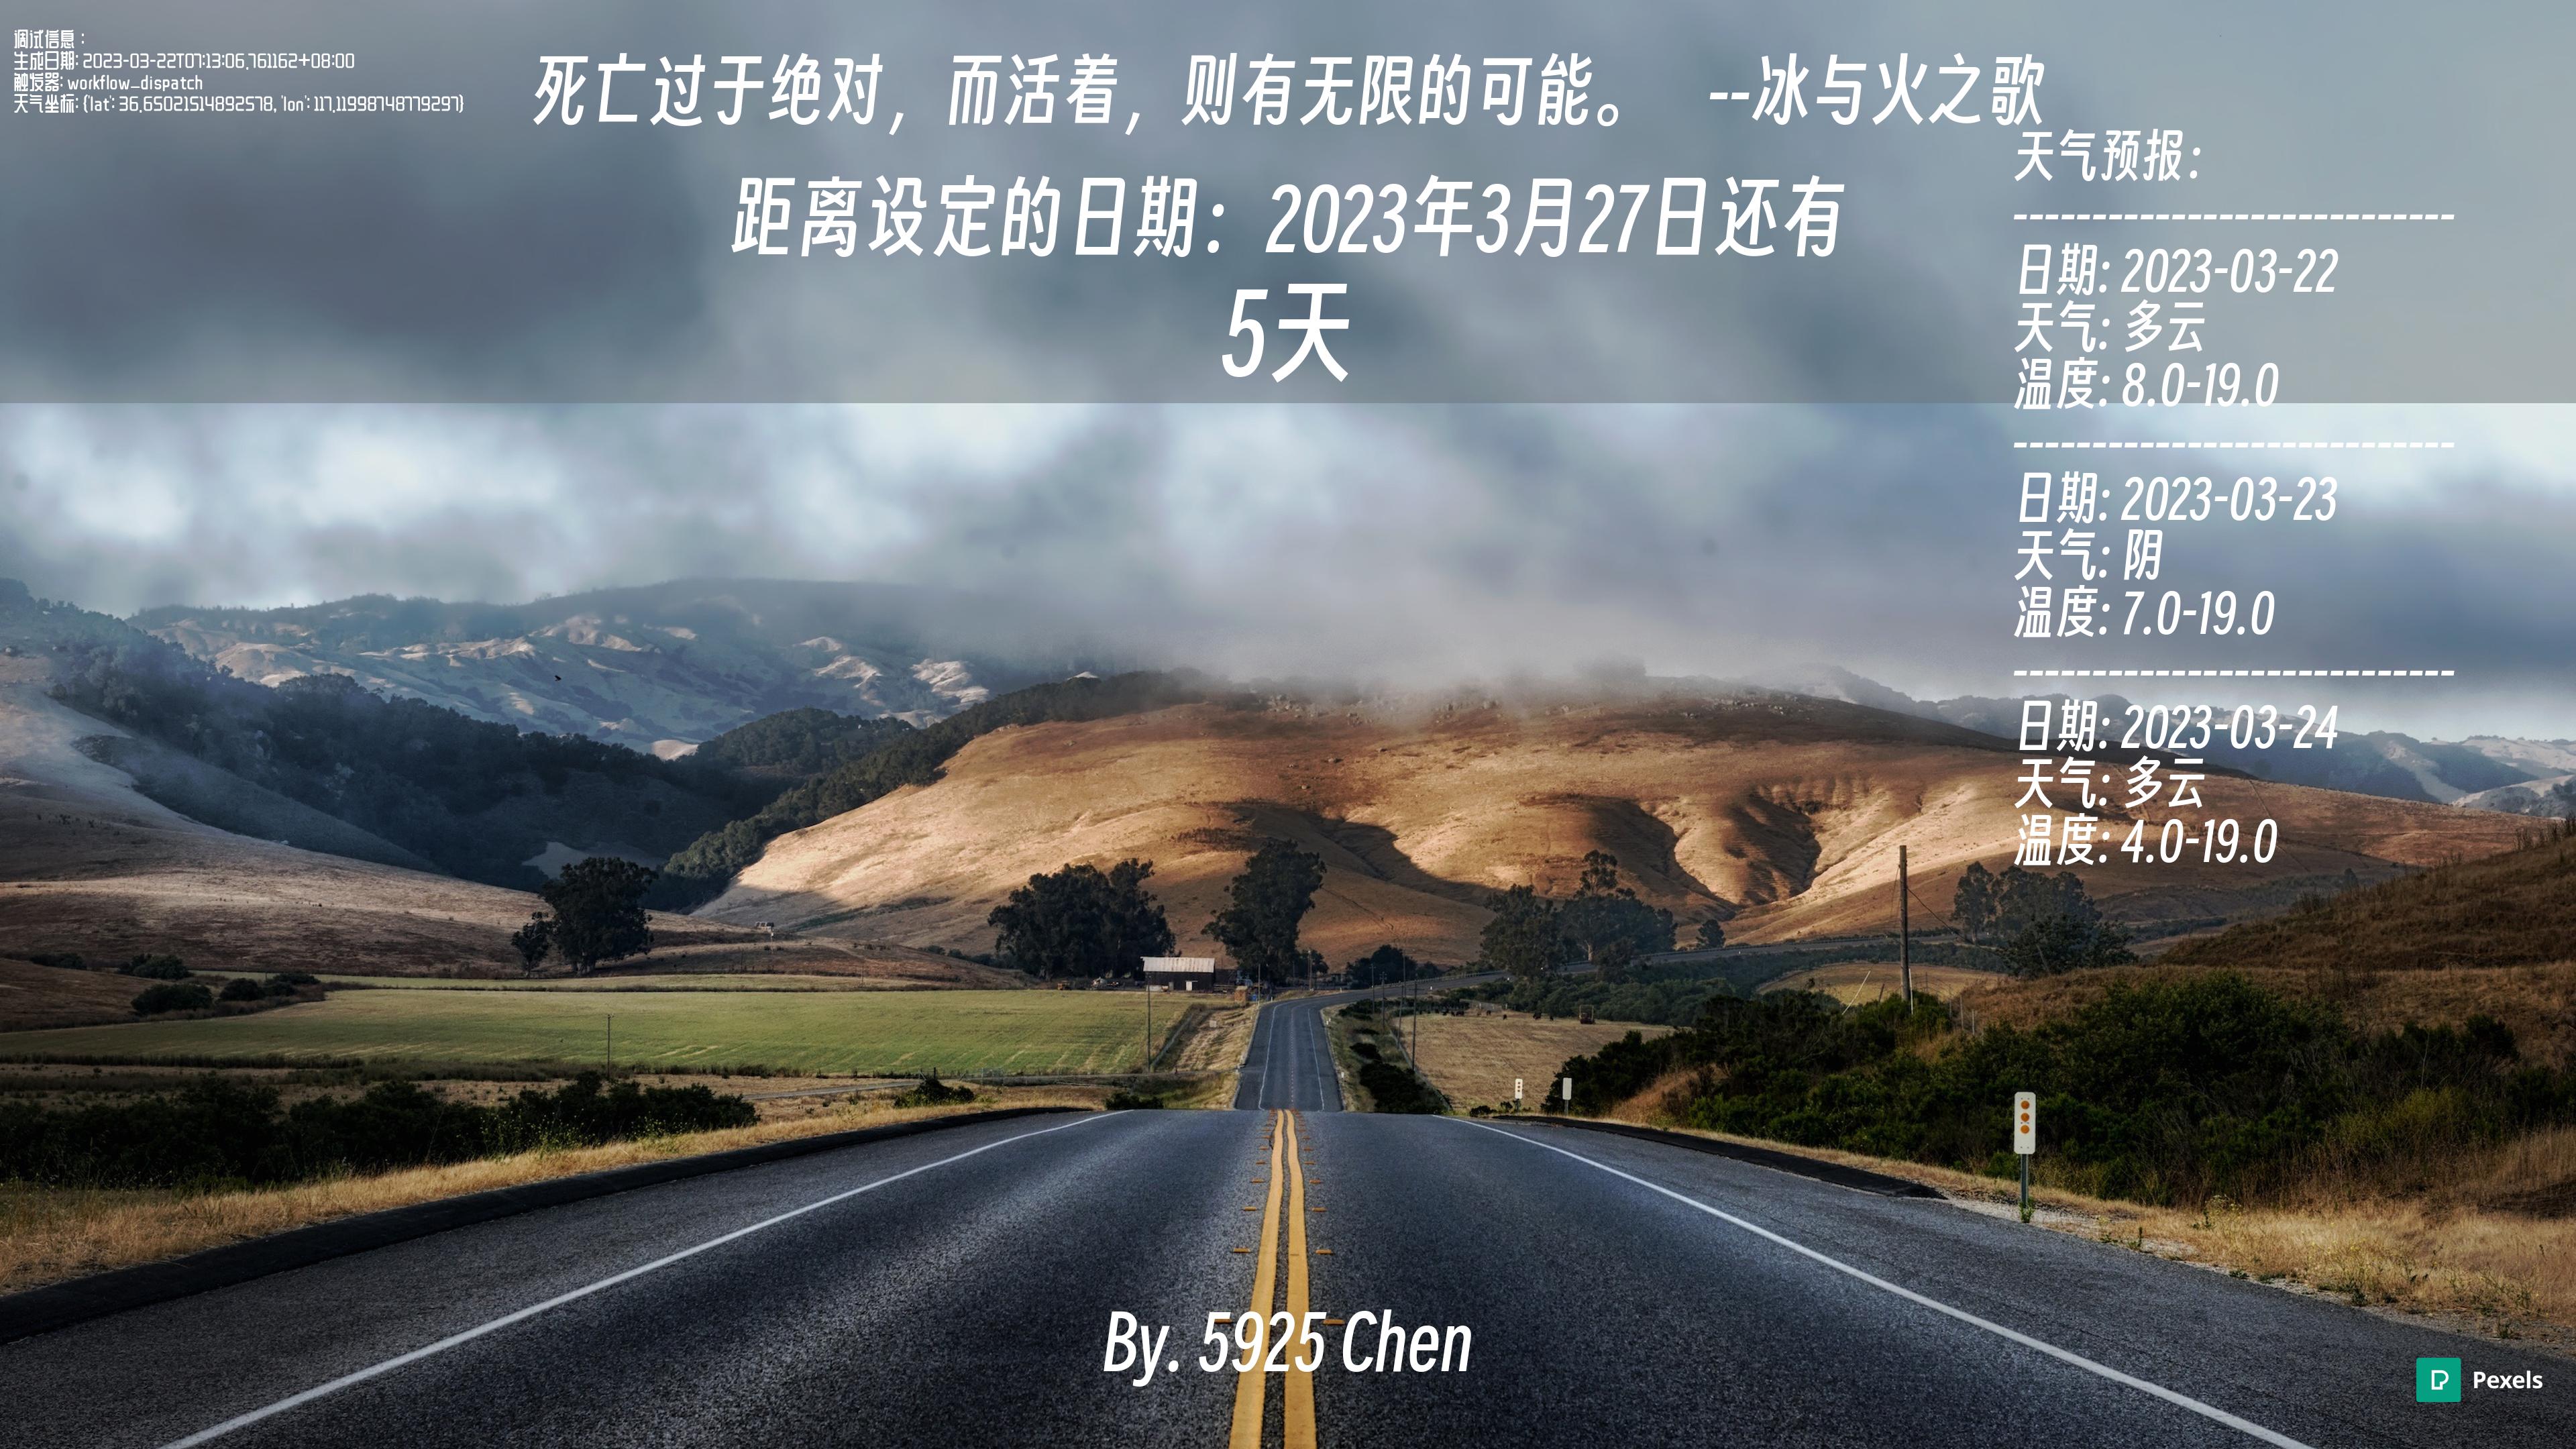 调试信息：
生成日期: 2023-03-22T07:13:06.761162+08:00
触发器: workflow_dispatch
天气坐标: {'lat': 36.65021514892578, 'lon': 117.11998748779297}
死亡过于绝对，而活着，则有无限的可能。 --冰与火之歌
距离设定的日期：2023年3月27日还有
5天
天气预报：
----------------------------
日期: 2023-03-22
天气: 多云
温度: 8.0-19.0
----------------------------
日期: 2023-03-23
天气: 阴
温度: 7.0-19.0
----------------------------
日期: 2023-03-24
天气: 多云
温度: 4.0-19.0
By. 5925 Chen
Pexels